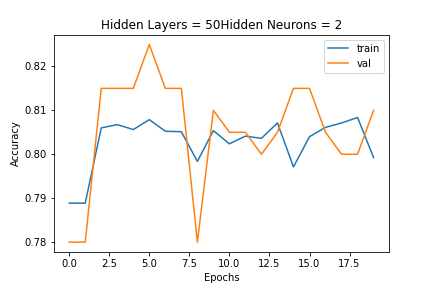 Hidden Layers = 50Hidden Neurons = 2
train
val
0.82
0.81
0.80
0.79
0.78
Accuracy
0.0 2.5 5.0 7.5 10.0 12.5 15.0 17.5
Epochs